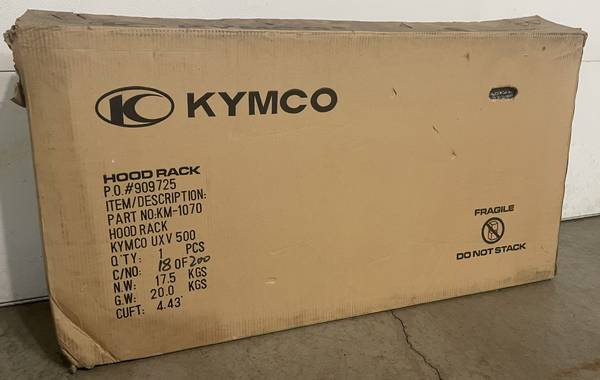 KYMCO
HOOD RACK
P.O.#909725
ITEM/DESCRIPTION:
PART NO:KM-1070
HOOD RACK
KYMCO UXV 500
Q'TY: 1 PCS
C/NO: 18 OF 200
N.W: 17.5 KGS
G.W: 20.0 KGS
CUFT: 4.43'
FRAGILE
DO NOT STACK